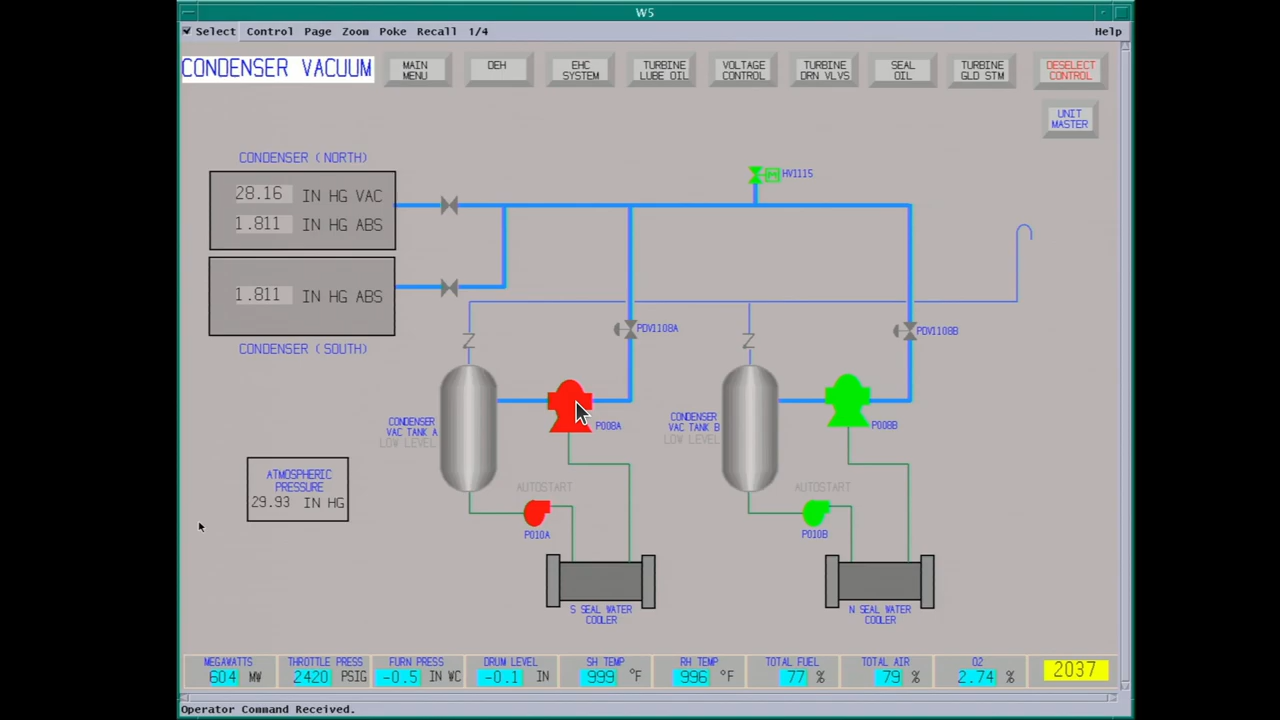 W5
Select Control Page Zoom Poke Recall 1/4 Help
CONDENSER VACUUM
MAIN
MENU
DEH
EHC
SYSTEM
TURBINE
LUBE OIL
VOLTAGE
CONTROL
TURBINE
DRN VLVS
SEAL
OIL
TURBINE
GLD STM
DESELECT
CONTROL
UNIT
MASTER
CONDENSER (NORTH)
28.16 IN HG VAC
1.811 IN HG ABS
HV1115
M
1.811 IN HG ABS
CONDENSER (SOUTH)
PDV1108A
PDV1108B
CONDENSER
VAC TANK A
LOW LEVEL
P008A
CONDENSER
VAC TANK B
LOW LEVEL
P008B
ATMOSPHERIC
PRESSURE
29.93 IN HG
AUTOSTART
P010A
AUTOSTART
P010B
S SEAL WATER
COOLER
N SEAL WATER
COOLER
MEGAWATTS
604 MW
THROTTLE PRESS
2420 PSIG
FURN PRESS
-0.5 IN WC
DRUM LEVEL
-0.1 IN
SH TEMP
999 °F
RH TEMP
996 °F
TOTAL FUEL
77 %
TOTAL AIR
79 %
O2
2.74 %
2037
Operator Command Received.